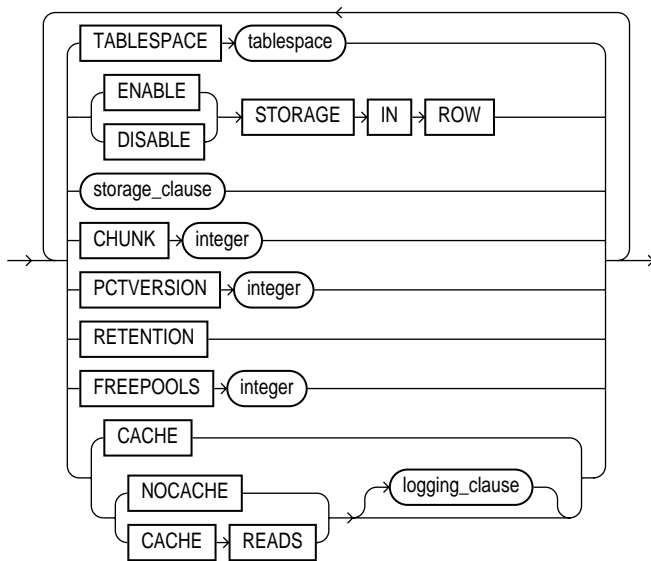 TABLESPACE tablespace
ENABLE
STORAGE IN ROW
DISABLE
storage_clause
CHUNK integer
PCTVERSION integer
RETENTION
FREEPOOLS integer
CACHE
NOCACHE logging_clause
CACHE READS